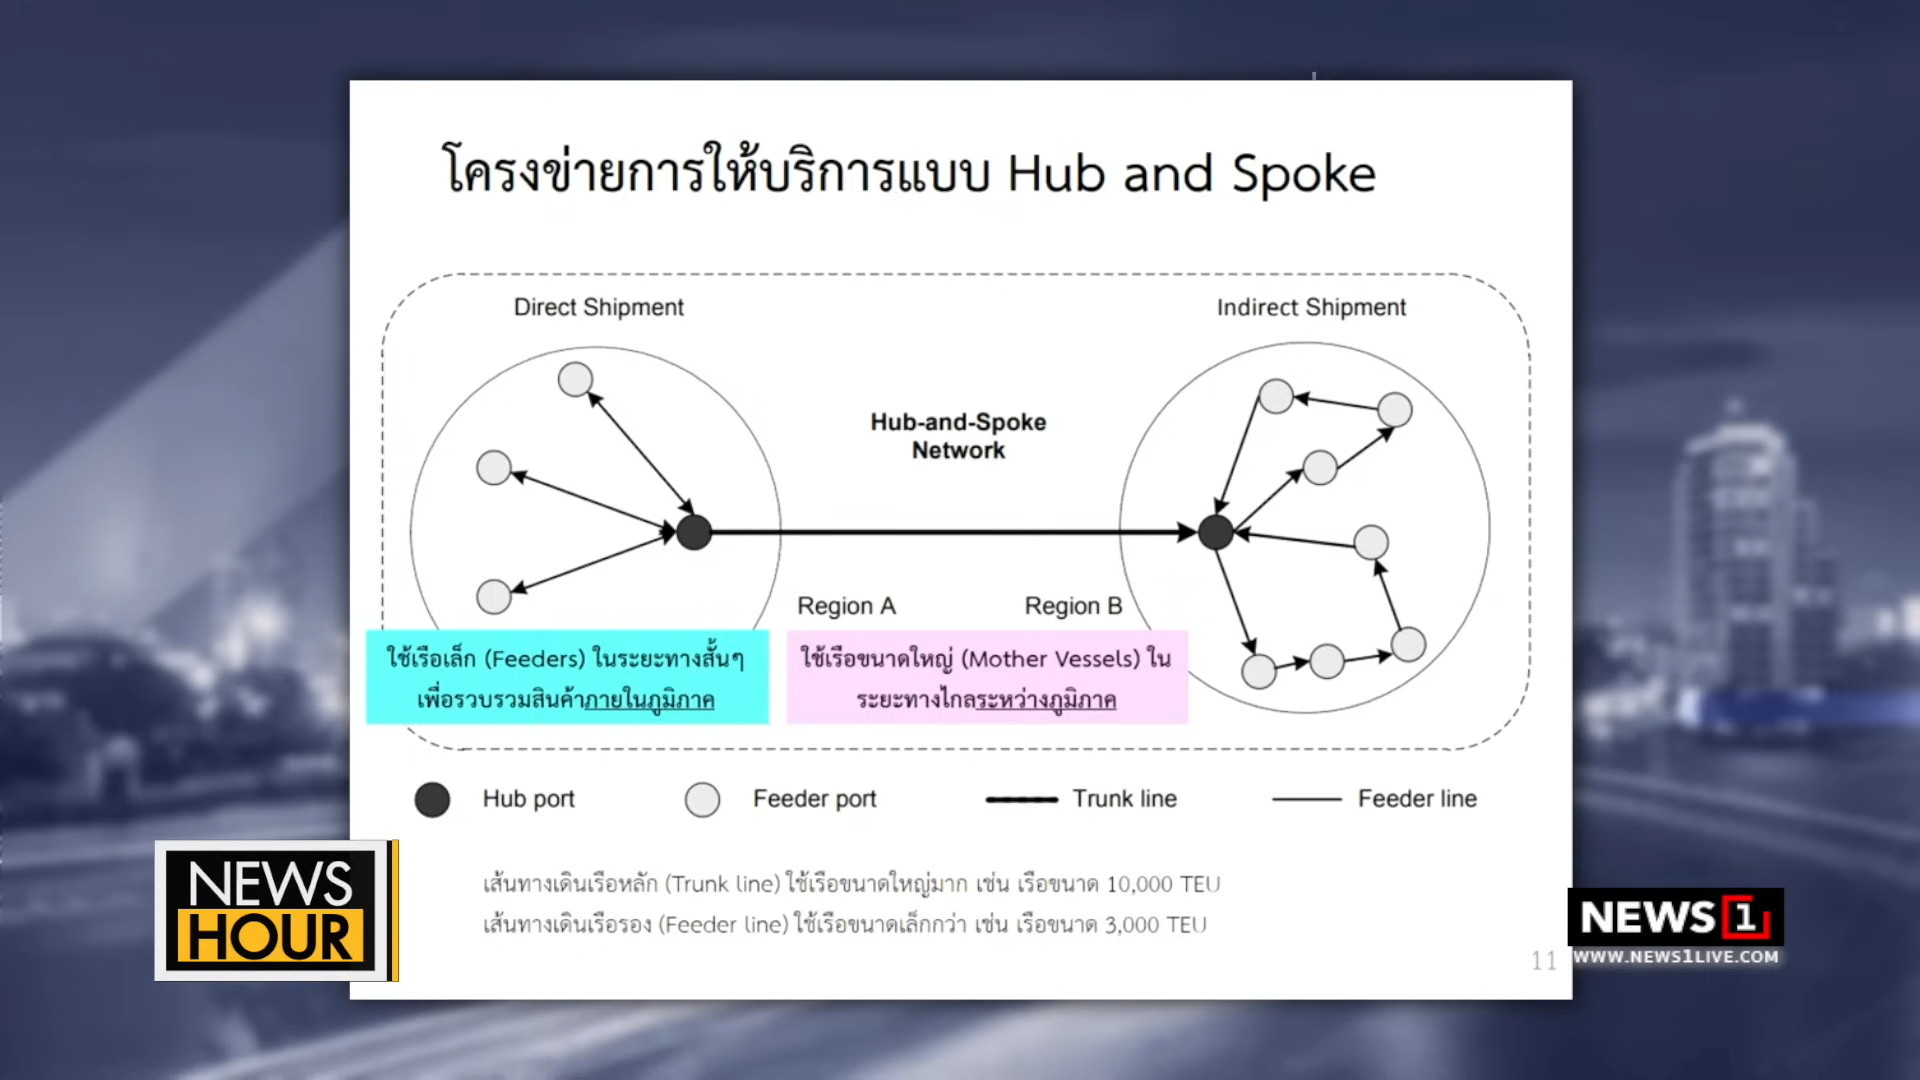 โครงข่ายการให้บริการแบบ Hub and Spoke
Direct Shipment
Indirect Shipment
Hub-and-Spoke
Network
Region A
Region B
ใช้เรือเล็ก (Feeders) ในระยะทางสั้นๆ
เพื่อรวบรวมสินค้าภายในภูมิภาค
ใช้เรือขนาดใหญ่ (Mother Vessels) ใน
ระยะทางไกลระหว่างภูมิภาค
Hub port
Feeder port
Trunk line
Feeder line
เส้นทางเดินเรือหลัก (Trunk line) ใช้เรือขนาดใหญ่มาก เช่น เรือขนาด 10,000 TEU
เส้นทางเดินเรือรอง (Feeder line) ใช้เรือขนาดเล็กกว่า เช่น เรือขนาด 3,000 TEU
11
NEWS
HOUR
NEWS 1
WWW.NEWS1LIVE.COM